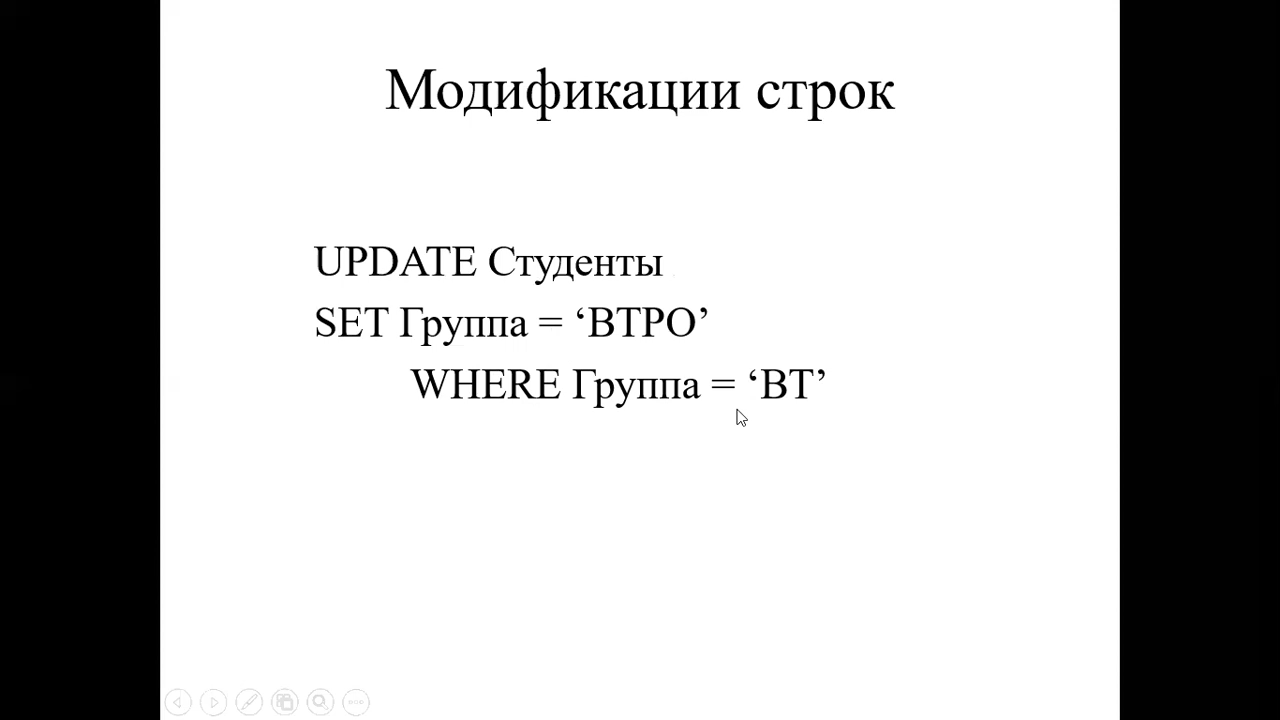 Модификации строк
UPDATE Студенты
SET Группа = ‘ВТРО’
WHERE Группа = ‘ВТ’